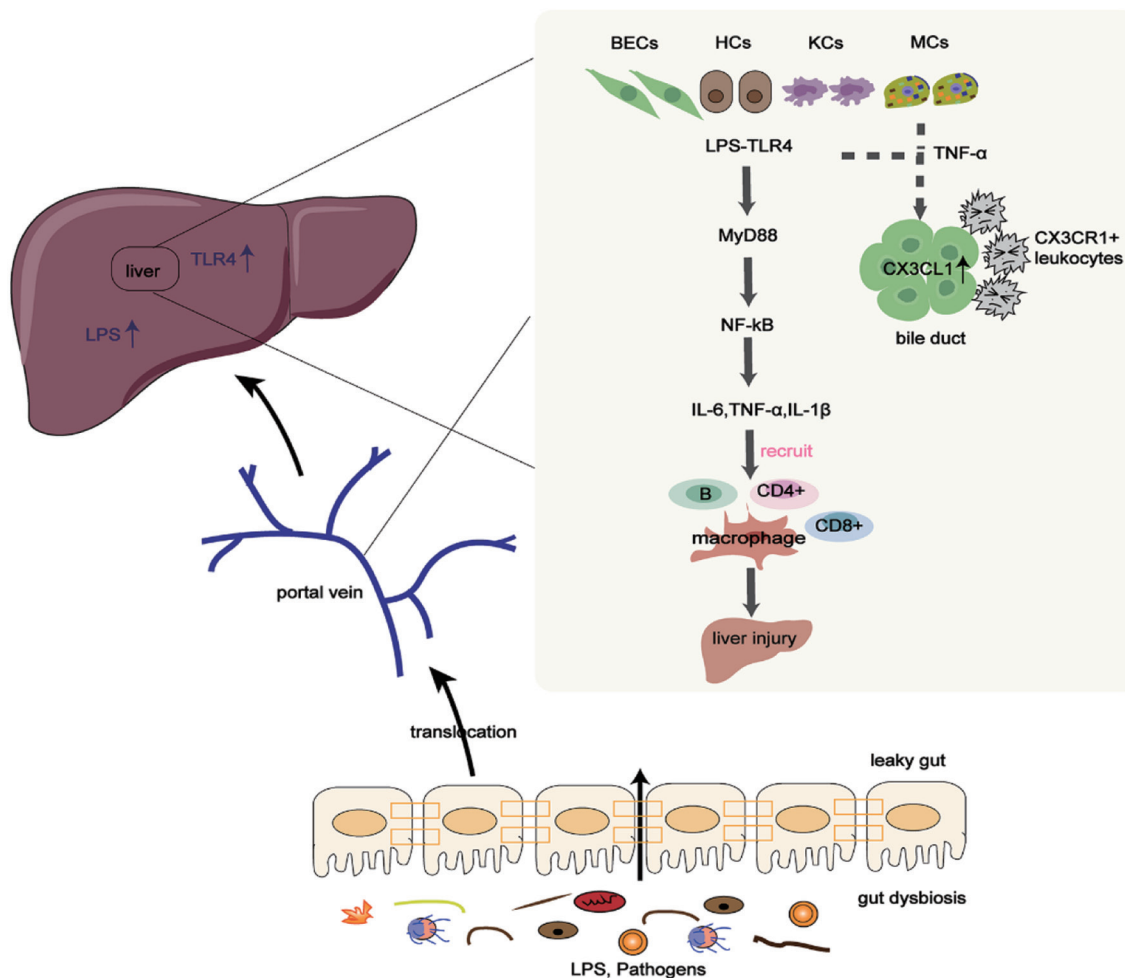 BECs
HCs
KCs
MCs
LPS-TLR4
TNF-α
MyD88
CX3CR1+
leukocytes
CX3CL1
NF-kB
bile duct
IL-6,TNF-α,IL-1β
recruit
B
CD4+
CD8+
macrophage
liver injury
liver
TLR4
LPS
portal vein
translocation
leaky gut
gut dysbiosis
LPS, Pathogens